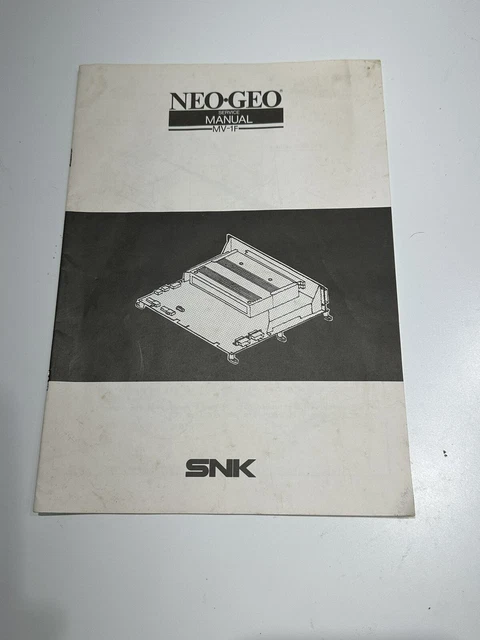 NEO·GEO®
SERVICE
MANUAL
MV-1F
SNK